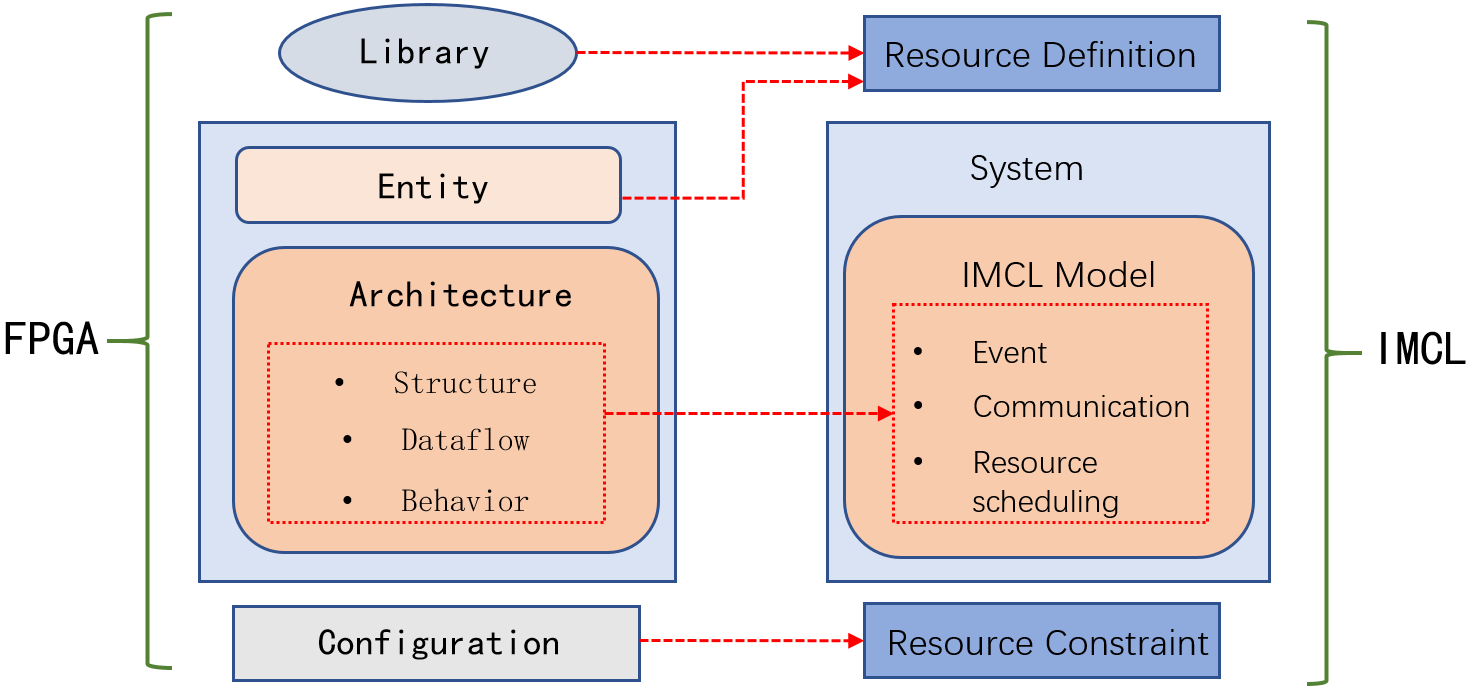 FPGA
Library
Entity
Architecture
• Structure
• Dataflow
• Behavior
Configuration
Resource Definition
System
IMCL Model
• Event
• Communication
• Resource
scheduling
Resource Constraint
IMCL